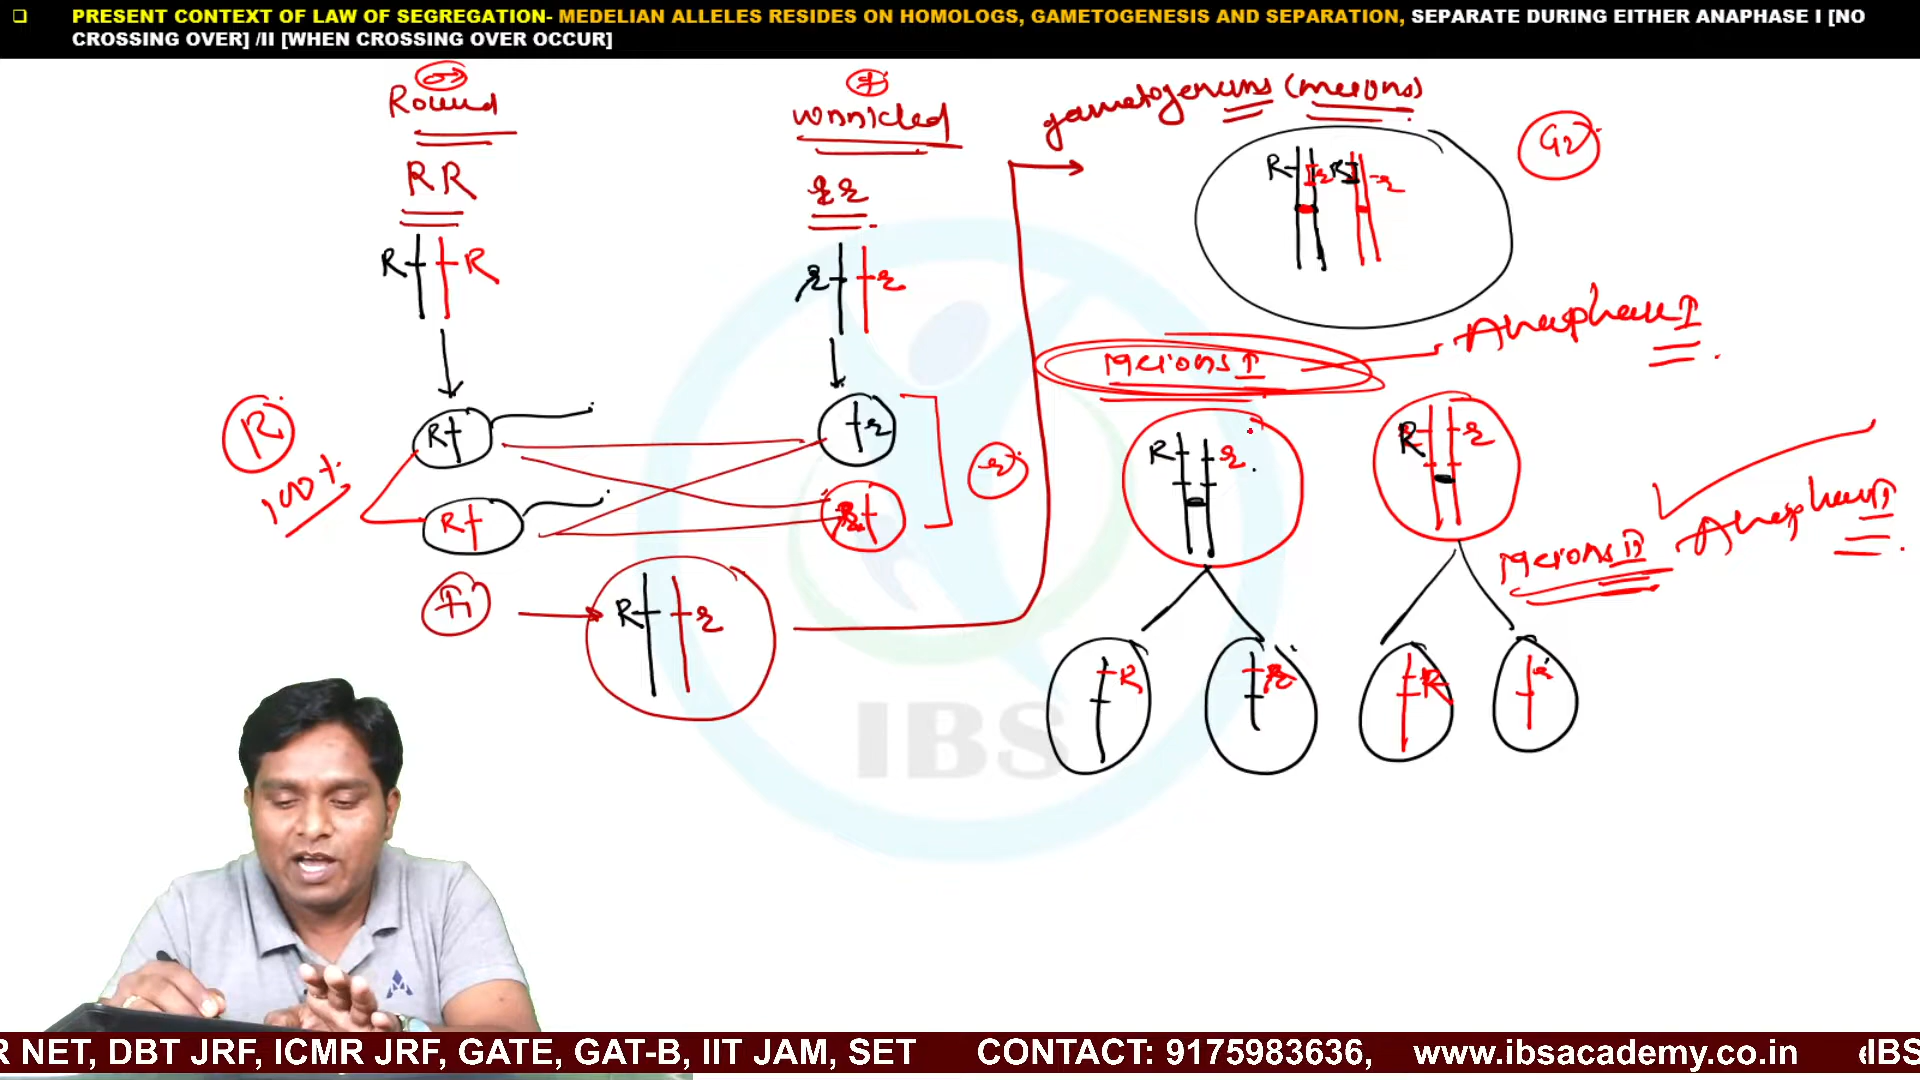 PRESENT CONTEXT OF LAW OF SEGREGATION- MEDELIAN ALLELES RESIDES ON HOMOLOGS, GAMETOGENESIS AND SEPARATION, SEPARATE DURING EITHER ANAPHASE I [NO
CROSSING OVER] /II [WHEN CROSSING OVER OCCUR]
Round
wrinkled
gametogenesis (meiosis)
G2
RR
rr
R r R r
R R
r r
Anaphase I
Meiosis I
R
100%
R
r
r
R r
R r
R
r
Meiosis II
Anaphase II
F1
R r
R
r
R
r
IBS
R NET, DBT JRF, ICMR JRF, GATE, GAT-B, IIT JAM, SET CONTACT: 9175983636, www.ibsacademy.co.in IBS